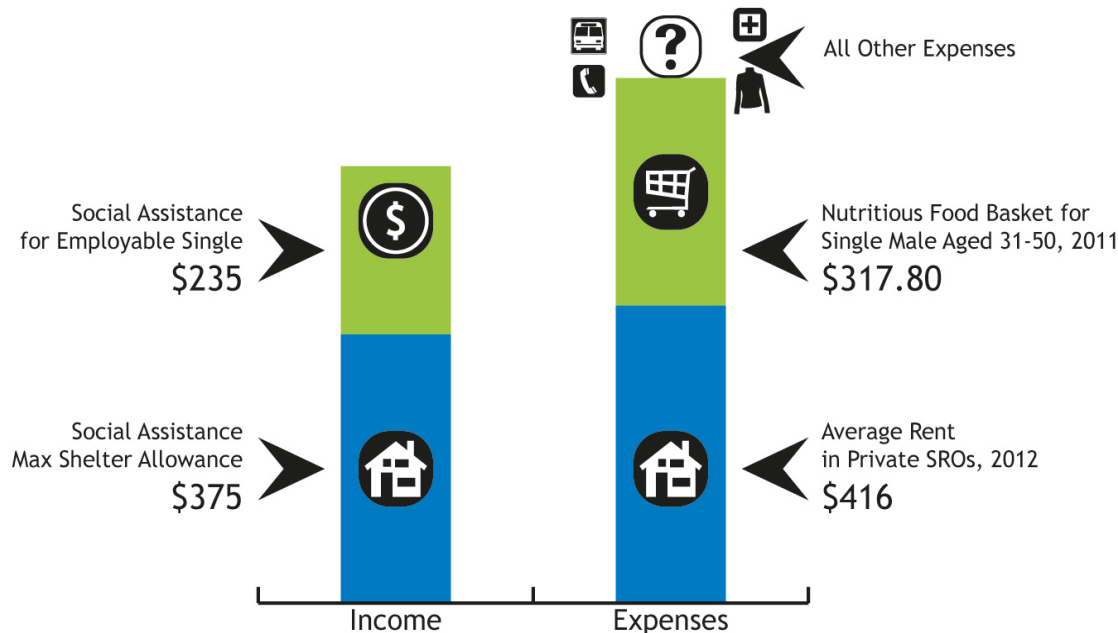 All Other Expenses
Social Assistance
for Employable Single
$235
Nutritious Food Basket for
Single Male Aged 31-50, 2011
$317.80
Social Assistance
Max Shelter Allowance
$375
Average Rent
in Private SROs, 2012
$416
Income
Expenses
$
?